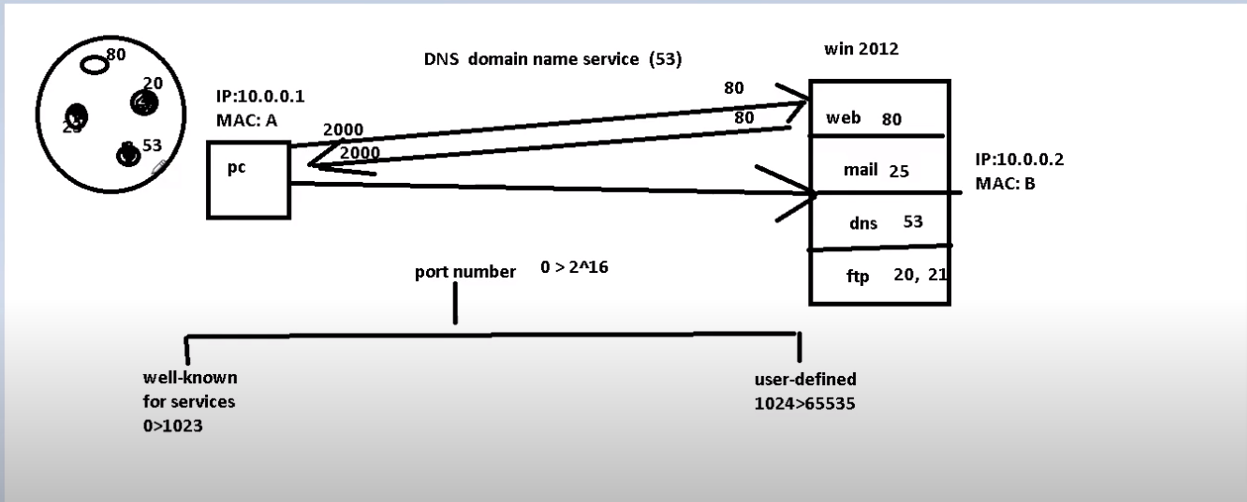 80
20
53
IP:10.0.0.1
MAC: A
pc
DNS domain name service (53)
2000
80
2000
80
win 2012
web 80
mail 25
dns 53
ftp 20, 21
IP:10.0.0.2
MAC: B
port number 0 > 2^16
well-known
for services
0>1023
user-defined
1024>65535